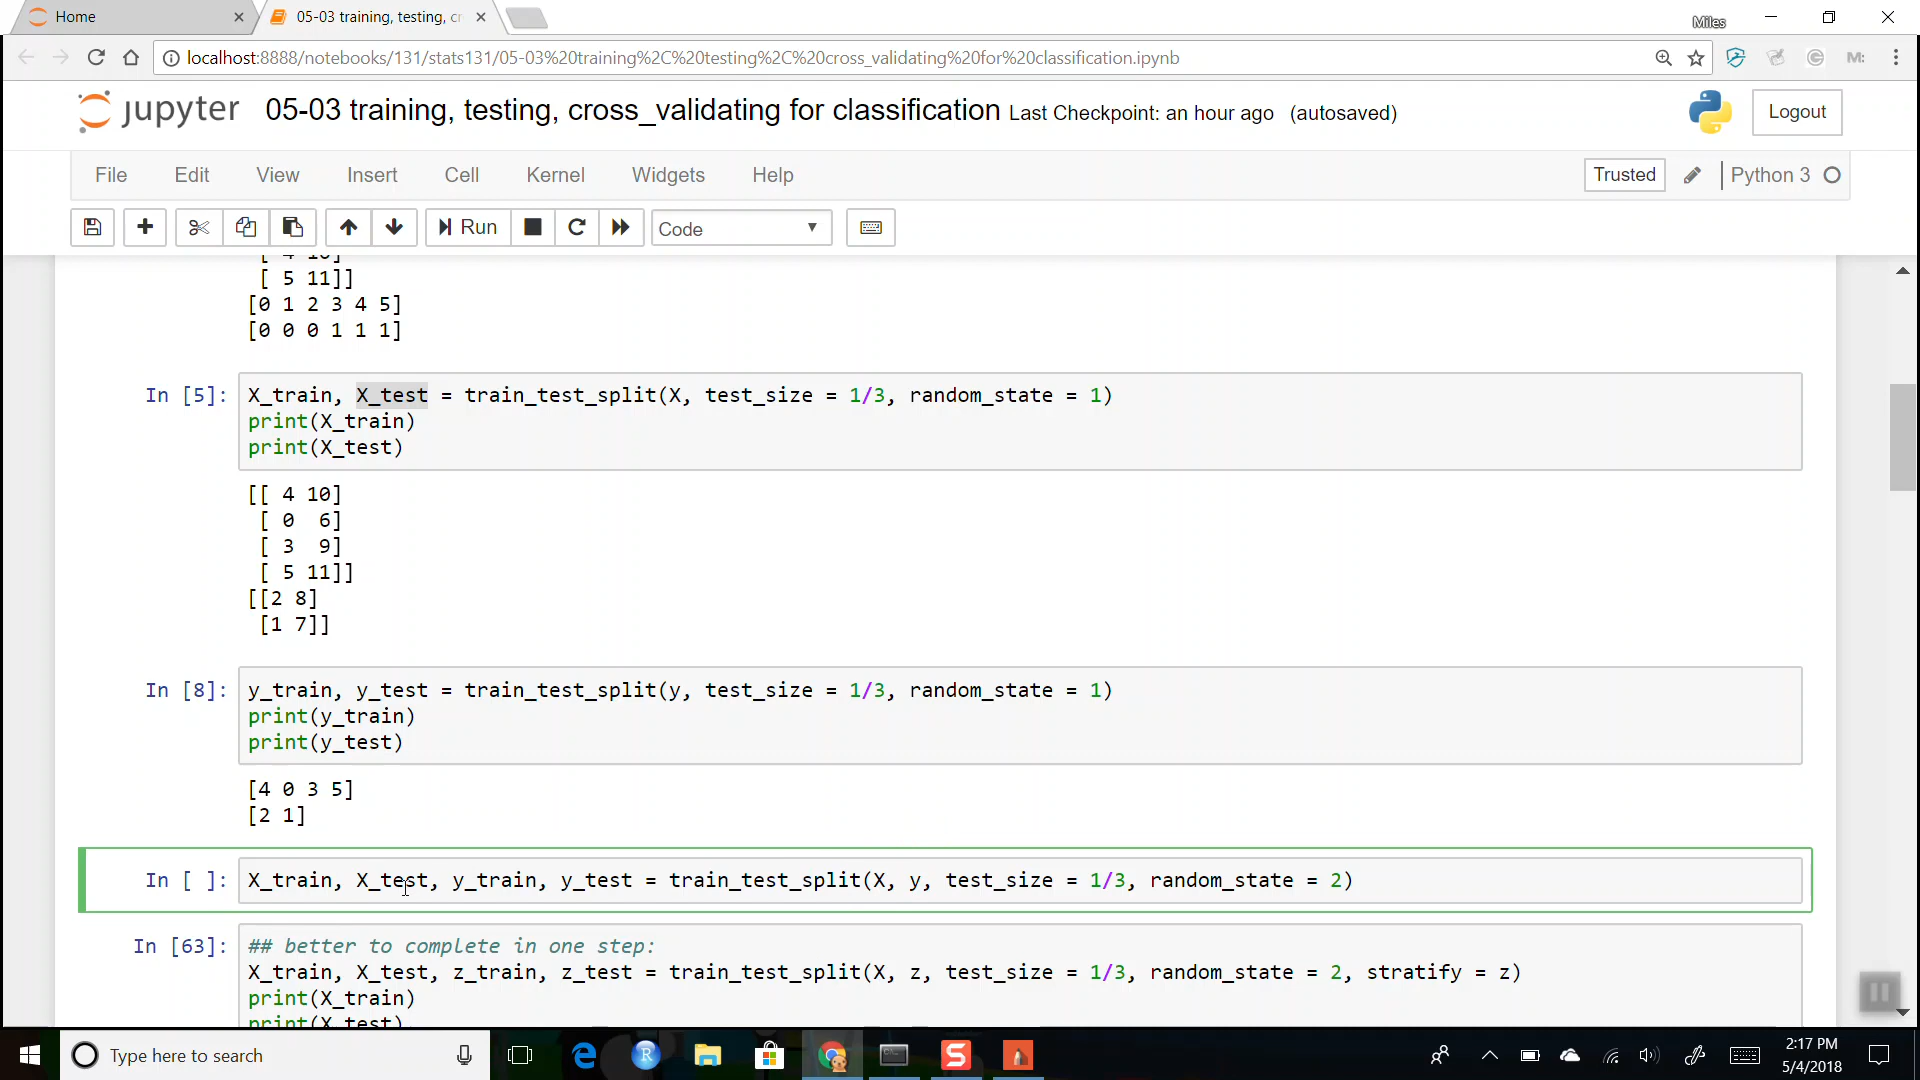 Home
05-03 training, testing, cr
Miles
localhost:8888/notebooks/131/stats131/05-03%20training%2C%20testing%2C%20cross_validating%20for%20classification.ipynb
M:
jupyter 05-03 training, testing, cross_validating for classification Last Checkpoint: an hour ago (autosaved)
Logout
File Edit View Insert Cell Kernel Widgets Help
Trusted
Python 3
Run
Code
[ 4 10]
[ 5 11]]
[0 1 2 3 4 5]
[0 0 0 1 1 1]
In [5]: X_train, X_test = train_test_split(X, test_size = 1/3, random_state = 1)
print(X_train)
print(X_test)
[[ 4 10]
[ 0  6]
[ 3  9]
[ 5 11]]
[[2 8]
[1 7]]
In [8]: y_train, y_test = train_test_split(y, test_size = 1/3, random_state = 1)
print(y_train)
print(y_test)
[4 0 3 5]
[2 1]
In [ ]: X_train, X_test, y_train, y_test = train_test_split(X, y, test_size = 1/3, random_state = 2)
In [63]: ## better to complete in one step:
X_train, X_test, z_train, z_test = train_test_split(X, z, test_size = 1/3, random_state = 2, stratify = z)
print(X_train)
print(X_test)
Type here to search
2:17 PM
5/4/2018